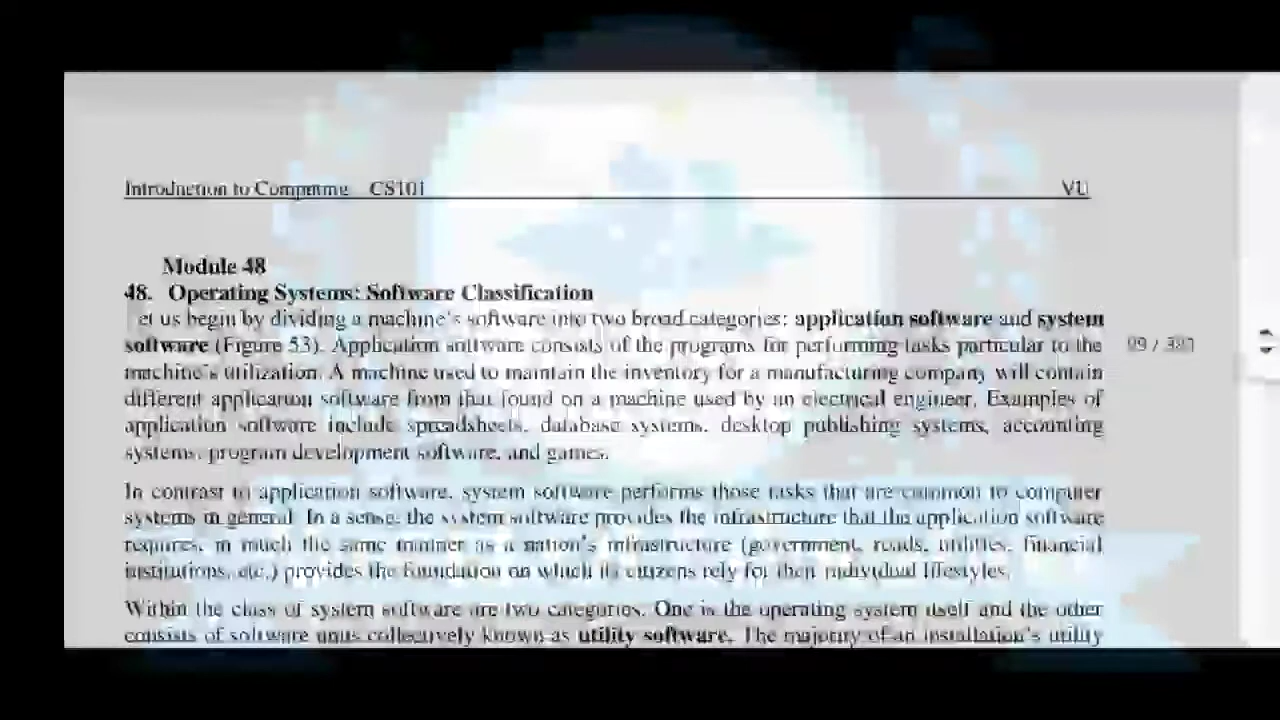 Introduction to Computing CS101 VU
Module 48
48. Operating Systems: Software Classification
et us begin by dividing a machine's software into two broad categories: application software and system
software (Figure 53). Application software consists of the programs for performing tasks particular to the
machine's utilization. A machine used to maintain the inventory for a manufacturing company will contain
different application software from that found on a machine used by an electrical engineer. Examples of
application software include spreadsheets, database systems, desktop publishing systems, accounting
systems, program development software, and games.
In contrast to application software, system software performs those tasks that are common to computer
systems in general. In a sense, the system software provides the infrastructure that the application software
requires, in much the same manner as a nation's infrastructure (government, roads, utilities, financial
institutions, etc.) provides the foundation on which its citizens rely for their individual lifestyles.
Within the class of system software are two categories. One is the operating system itself and the other
consists of software units collectively known as utility software. The majority of an installation's utility
99 / 381